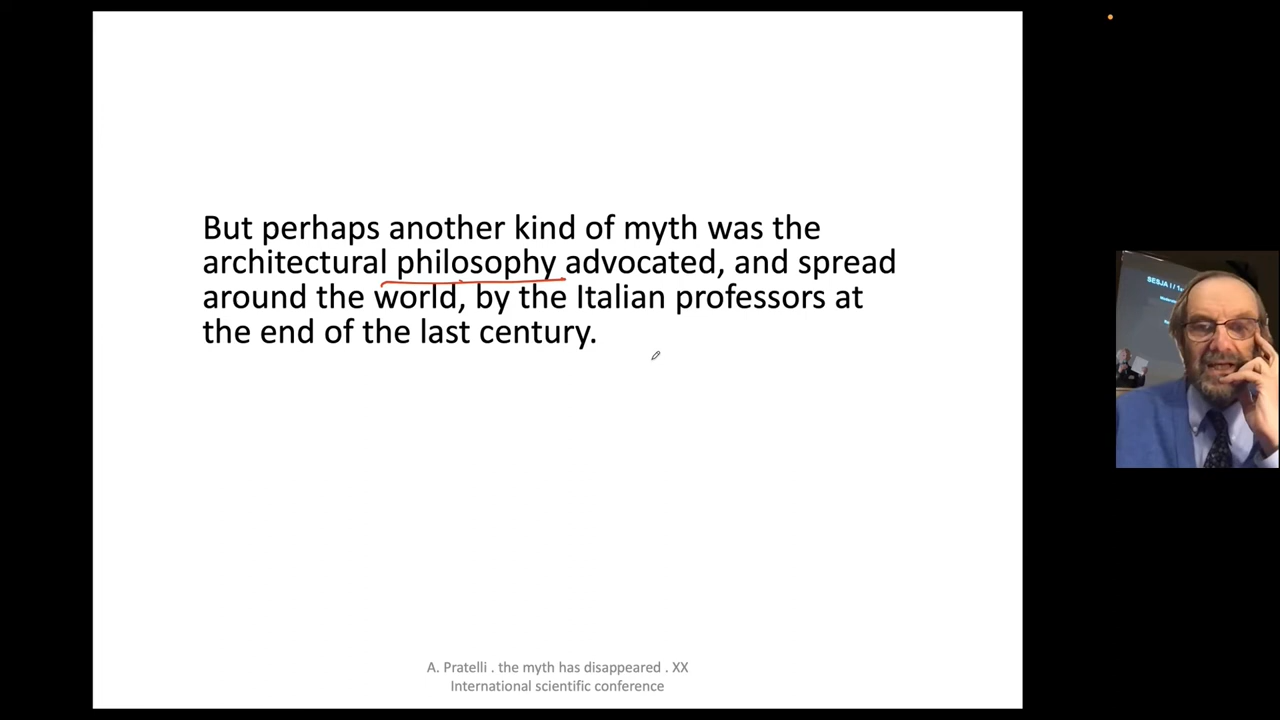 But perhaps another kind of myth was the
architectural philosophy advocated, and spread
around the world, by the Italian professors at
the end of the last century.
A. Pratelli . the myth has disappeared . XX
International scientific conference
SESJA I /